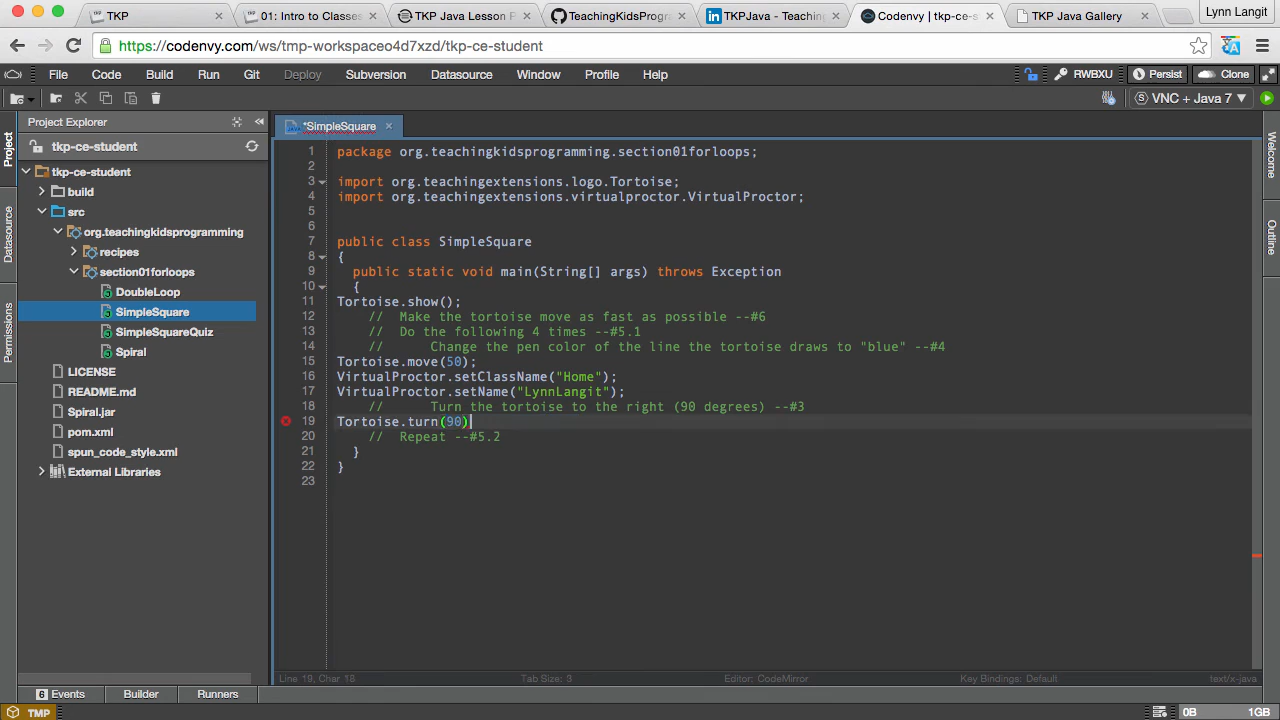 TKP
01: Intro to Classes,
TKP Java Lesson P
TeachingKidsProgra
TKPJava - Teaching
Codenvy | tkp-ce-s
TKP Java Gallery
Lynn Langit
https://codenvy.com/ws/tmp-workspaceo4d7xzd/tkp-ce-student
File Code Build Run Git Deploy Subversion Datasource Window Profile Help
RWBXU Persist Clone
VNC + Java 7
Project Explorer
*SimpleSquare
tkp-ce-student
tkp-ce-student
build
src
org.teachingkidsprogramming
recipes
section01forloops
DoubleLoop
SimpleSquare
SimpleSquareQuiz
Spiral
LICENSE
README.md
Spiral.jar
pom.xml
spun_code_style.xml
External Libraries
Project
Datasource
Permissions
1 package org.teachingkidsprogramming.section01forloops;
2
3 import org.teachingextensions.logo.Tortoise;
4 import org.teachingextensions.virtualproctor.VirtualProctor;
5
6
7 public class SimpleSquare
8 {
9 public static void main(String[] args) throws Exception
10 {
11 Tortoise.show();
12 // Make the tortoise move as fast as possible --#6
13 // Do the following 4 times --#5.1
14 // Change the pen color of the line the tortoise draws to "blue" --#4
15 Tortoise.move(50);
16 VirtualProctor.setClassName("Home");
17 VirtualProctor.setName("LynnLangit");
18 // Turn the tortoise to the right (90 degrees) --#3
19 Tortoise.turn(90)
20 // Repeat --#5.2
21 }
22 }
23
Welcome
Outline
Line 19, Char 18 Tab Size: 3 Editor: CodeMirror Key Bindings: Default text/x-java
6 Events Builder Runners
TMP 0B 1GB